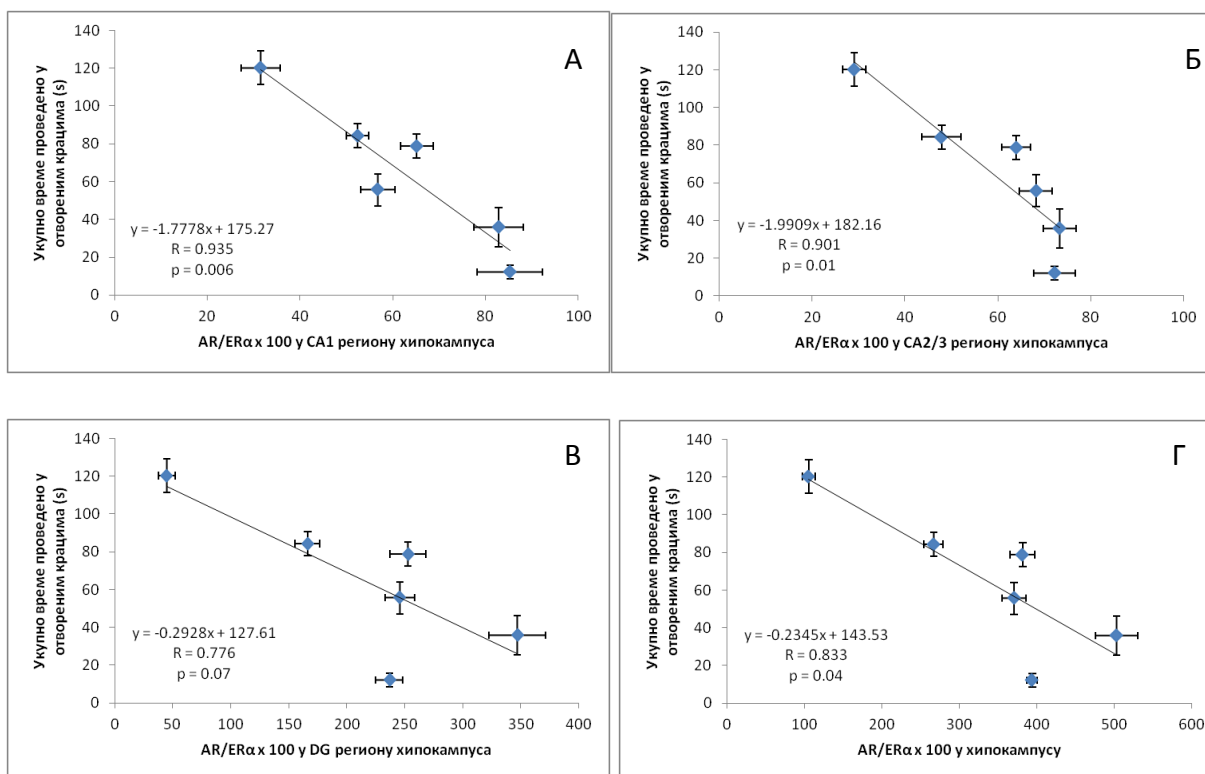 А
Укупно време проведено у
отвореним крацима (s)
140
120
100
80
60
40
20
0
y = -1.7778x + 175.27
R = 0.935
p = 0.006
0 20 40 60 80 100
AR/ERα x 100 у CA1 региону хипокампуса
Б
Укупно време проведено у
отвореним крацима (s)
140
120
100
80
60
40
20
0
y = -1.9909x + 182.16
R = 0.901
p = 0.01
0 20 40 60 80 100
AR/ERα x 100 у CA2/3 региону хипокампуса
В
Укупно време проведено у
отвореним крацима (s)
140
120
100
80
60
40
20
0
y = -0.2928x + 127.61
R = 0.776
p = 0.07
0 50 100 150 200 250 300 350 400
AR/ERα x 100 у DG региону хипокампуса
Г
Укупно време проведено у
отвореним крацима (s)
140
120
100
80
60
40
20
0
y = -0.2345x + 143.53
R = 0.833
p = 0.04
0 100 200 300 400 500 600
AR/ERα x 100 у хипокампусу